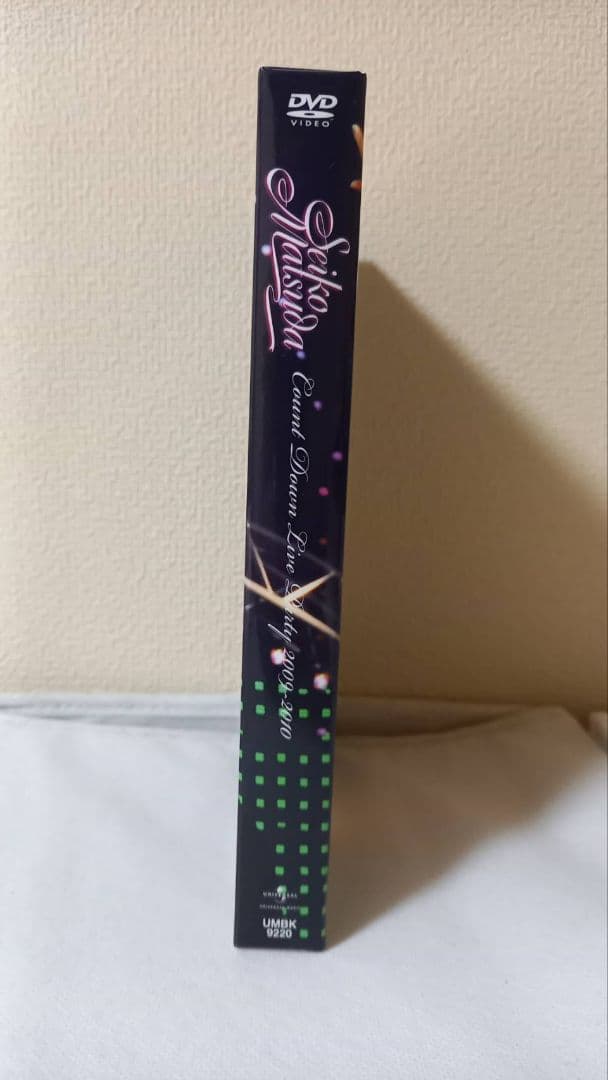 DVD
VIDEO
Seiko
Matsuda
Count Down Live Party 2009-2010
UNIVERSAL
UMBK
9220